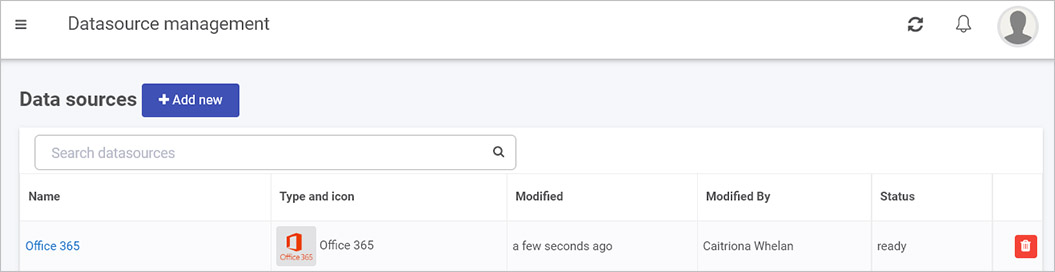 Datasource management
Data sources
Add new
Search datasources
Name Type and icon Modified Modified By Status
Office 365 Office 365 Office 365 a few seconds ago Caitriona Whelan ready